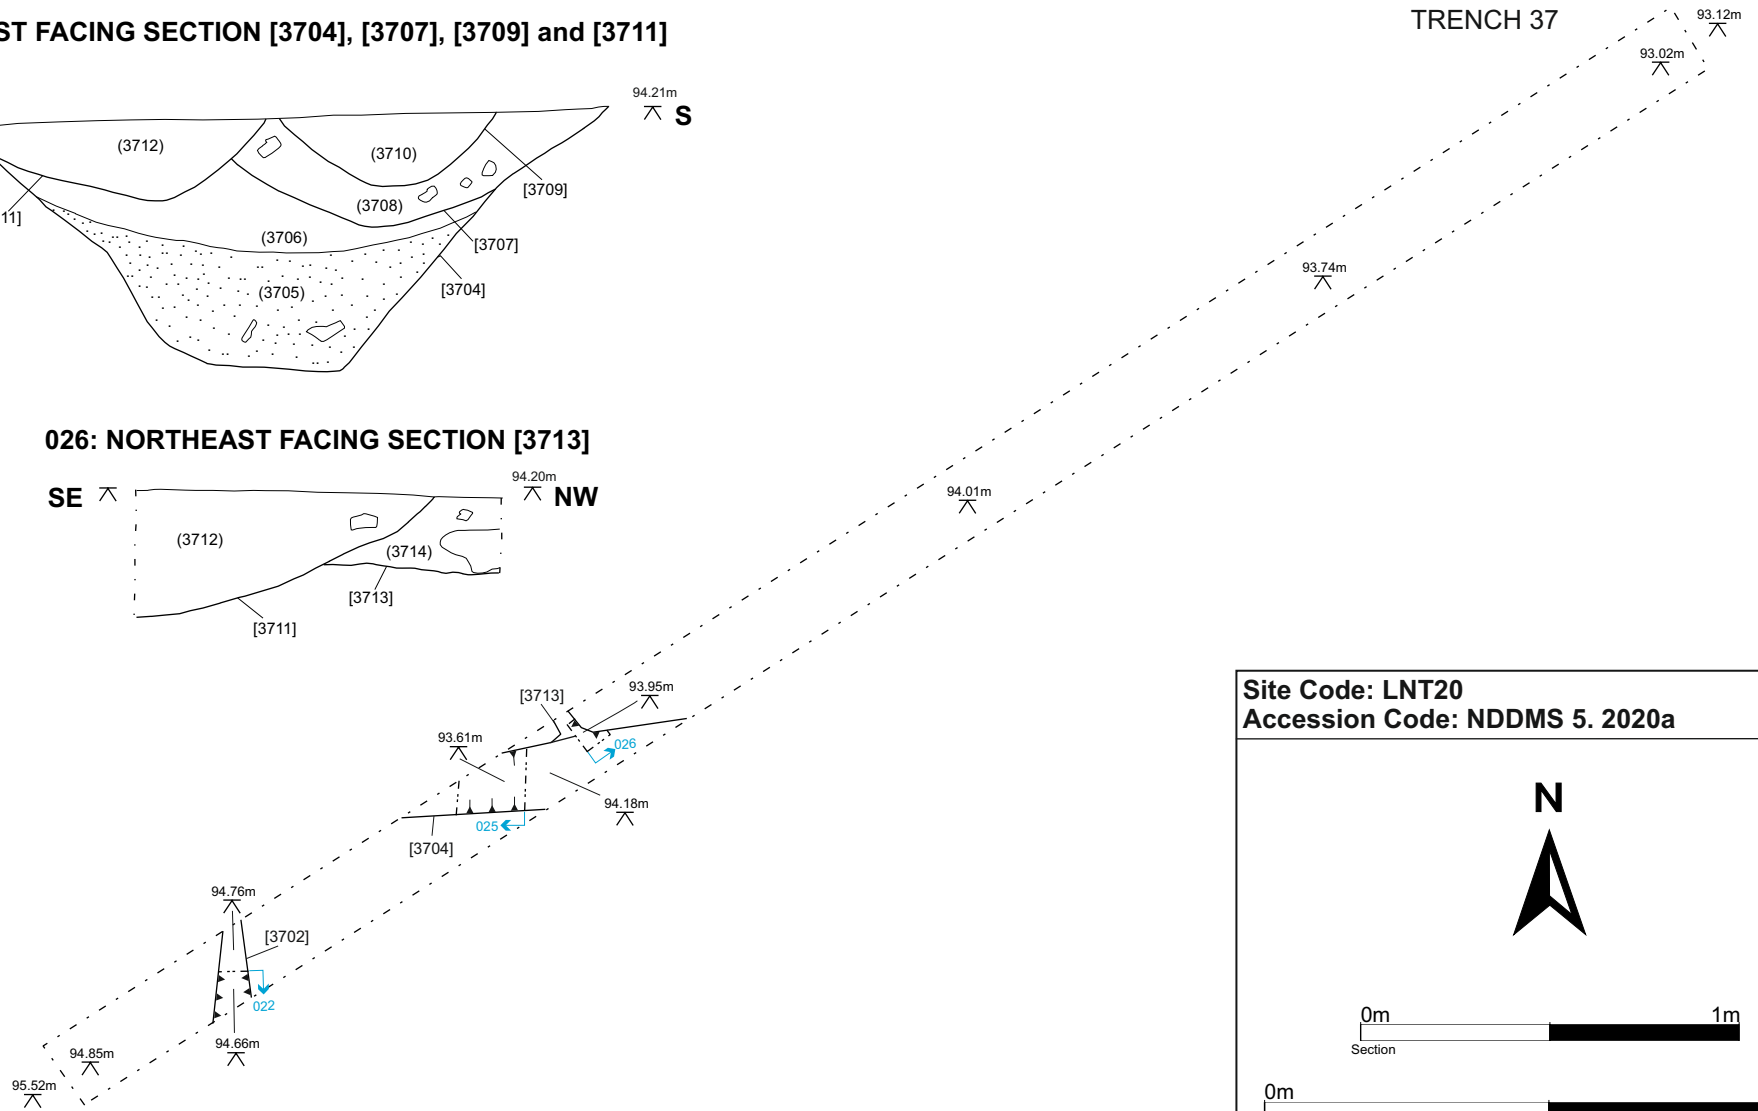 ST FACING SECTION [3704], [3707], [3709] and [3711]
TRENCH 37
93.12m
93.02m
94.21m
S
(3712)
(3710)
[3709]
(3708)
11]
(3706)
[3707]
(3705)
[3704]
93.74m
026: NORTHEAST FACING SECTION [3713]
SE
94.20m
NW
(3712)
(3714)
[3713]
[3711]
94.01m
[3713]
93.95m
93.61m
026
94.18m
025
[3704]
94.76m
[3702]
022
94.66m
94.85m
95.52m
Site Code: LNT20
Accession Code: NDDMS 5. 2020a
N
0m 1m
Section
0m